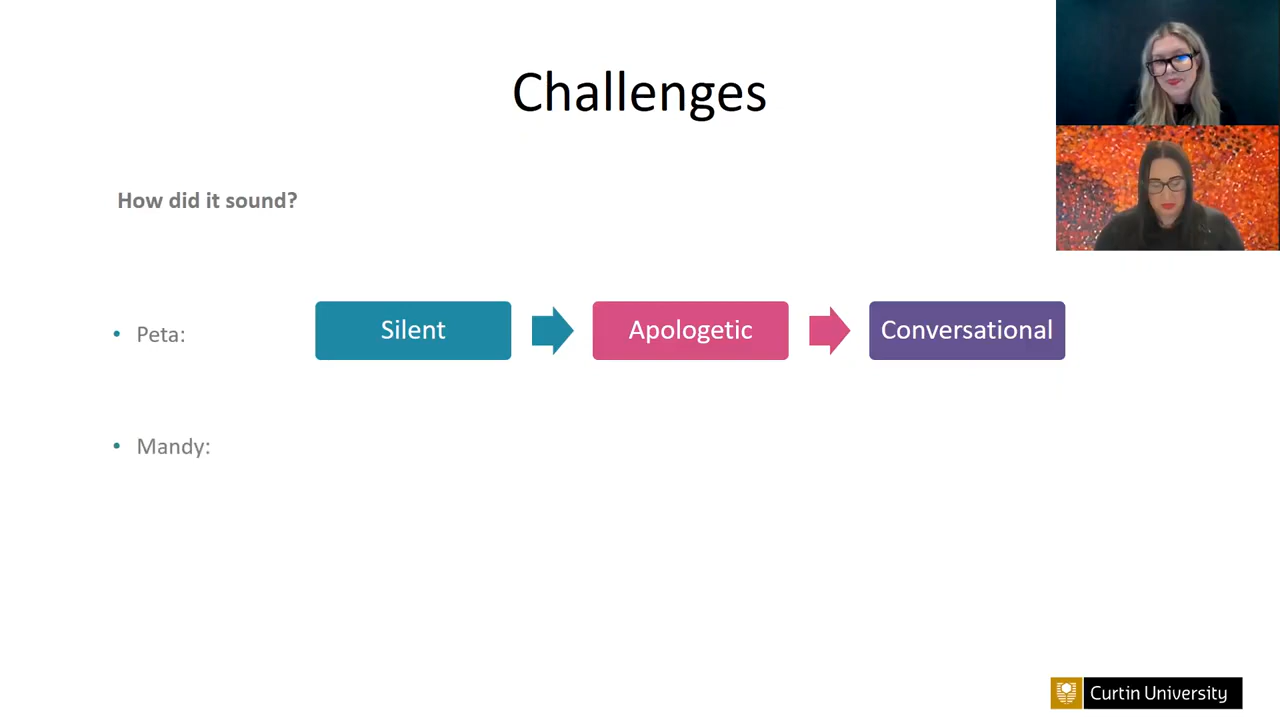 Challenges
How did it sound?
• Peta:
Silent
Apologetic
Conversational
• Mandy:
Curtin University